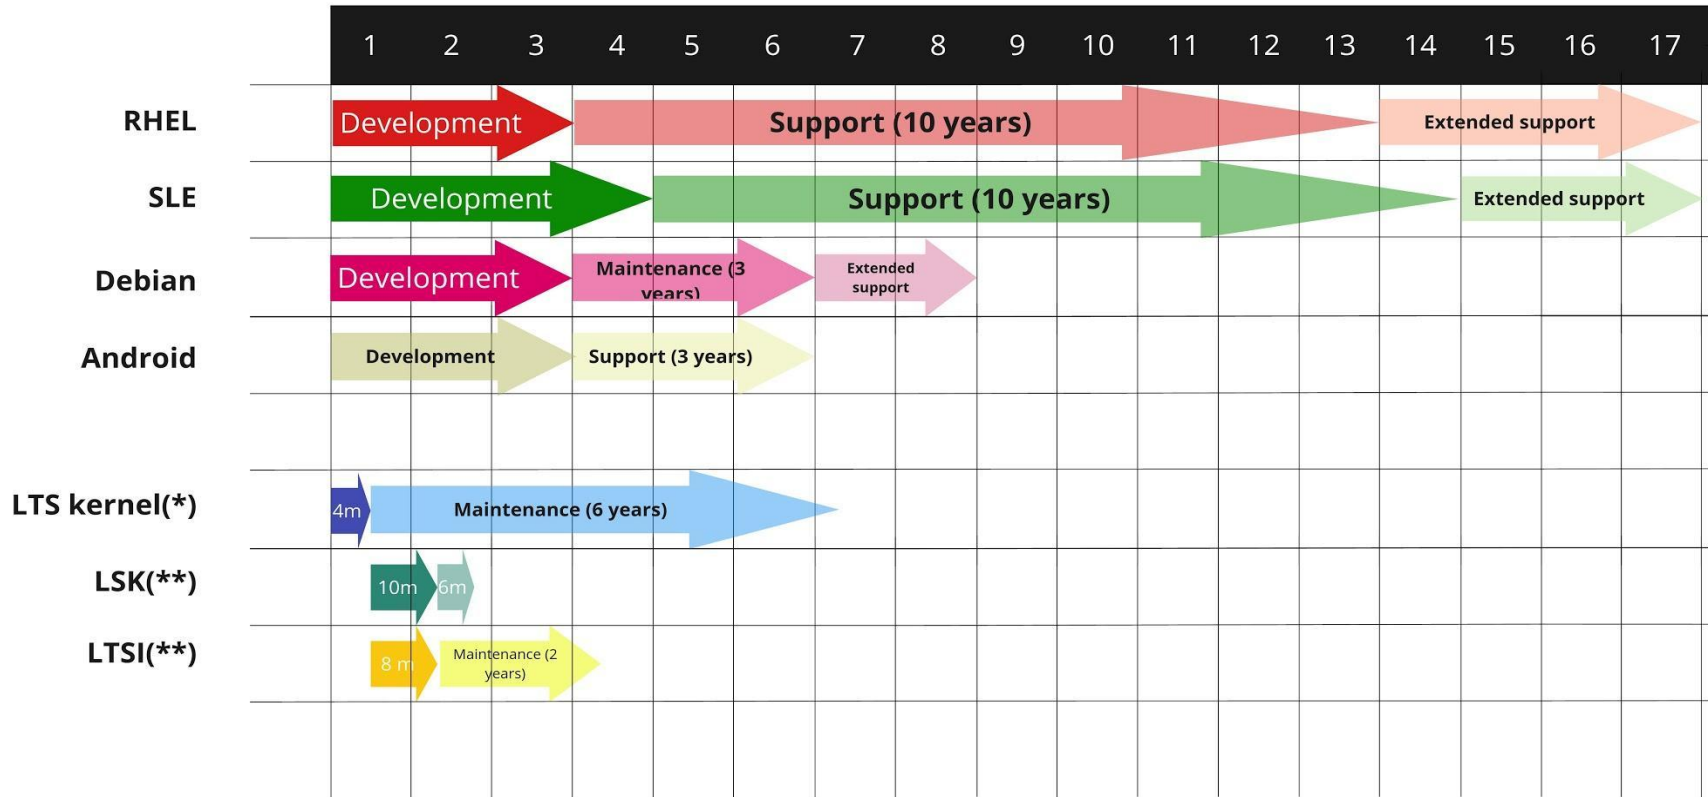 1 2 3 4 5 6 7 8 9 10 11 12 13 14 15 16 17
RHEL
Development
Support (10 years)
Extended support
SLE
Development
Support (10 years)
Extended support
Debian
Development
Maintenance (3
years)
Extended
support
Android
Development
Support (3 years)
LTS kernel(*)
4m
Maintenance (6 years)
LSK(**)
10m
6m
LTSI(**)
8 m
Maintenance (2
years)